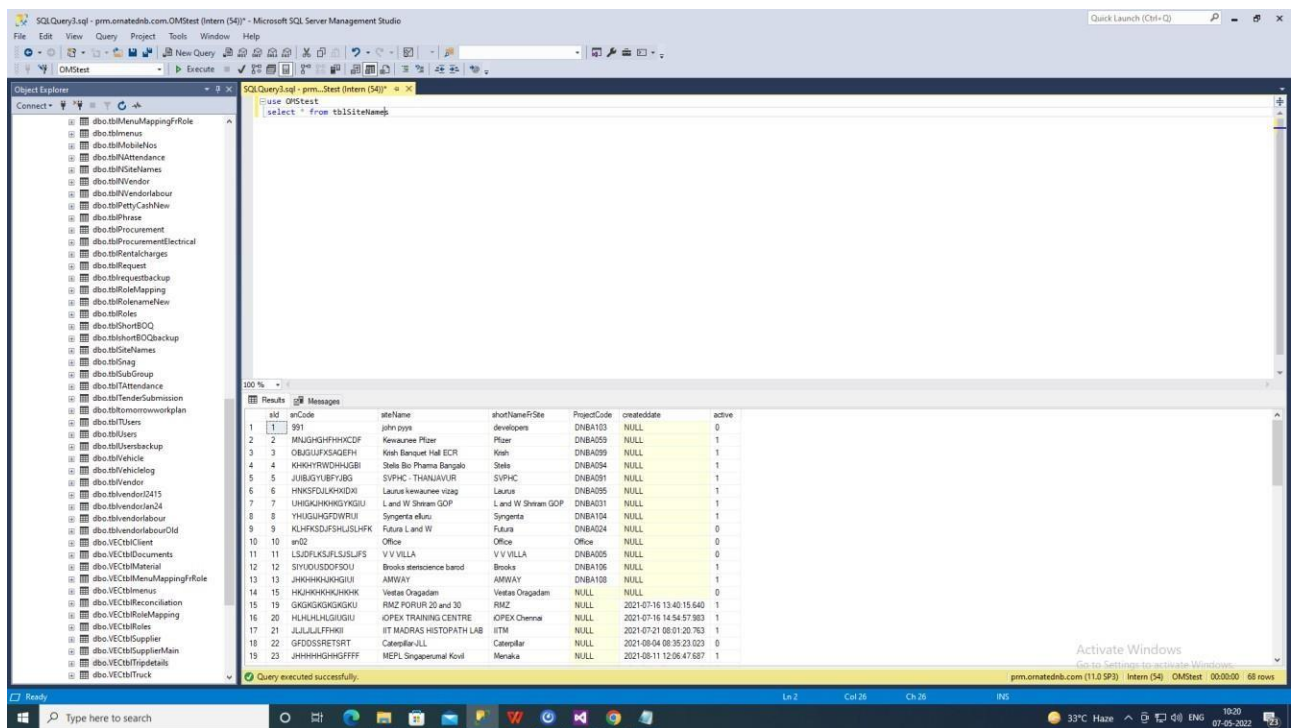 SQLQuery3.sql - prm.ornatednb.com.OMStest (Intern (54))* - Microsoft SQL Server Management Studio
Quick Launch (Ctrl+Q)
File Edit View Query Project Tools Window Help
New Query
OMStest Execute
Object Explorer
SQLQuery3.sql - prm...Stest (Intern (54))*
Connect
use OMStest
select * from tblSiteNames
dbo.tblMenuMappingFrRole
dbo.tblmenus
dbo.tblMobileNos
dbo.tblNAttendance
dbo.tblNSiteNames
dbo.tblNVendor
dbo.tblNVendorlabour
dbo.tblPettyCashNew
dbo.tblPhrase
dbo.tblProcurement
dbo.tblProcurementElectrical
dbo.tblRentalcharges
dbo.tblRequest
dbo.tblrequestbackup
dbo.tblRoleMapping
dbo.tblRolenameNew
dbo.tblRoles
dbo.tblShortBOQ
dbo.tblshortBOQbackup
dbo.tblSiteNames
dbo.tblSnag
dbo.tblSubGroup
dbo.tblTAttendance
dbo.tblTenderSubmission
dbo.tbltomorrowworkplan
dbo.tblTUsers
dbo.tblUsers
dbo.tblUsersbackup
dbo.tblVehicle
dbo.tblVehiclelog
dbo.tblVendor
dbo.tblvendorJ2415
dbo.tblvendorJan24
dbo.tblvendorlabour
dbo.tblvendorlabourOld
dbo.VECtblClient
dbo.VECtblDocuments
dbo.VECtblMaterial
dbo.VECtblMenuMappingFrRole
dbo.VECtblmenus
dbo.VECtblReconciliation
dbo.VECtblRoleMapping
dbo.VECtblRoles
dbo.VECtblSupplier
dbo.VECtblSupplierMain
dbo.VECtblTripdetails
dbo.VECtblTruck
100 %
Results Messages
sId snCode siteName shortNameFrSite ProjectCode createddate active
1 1 991 john pyys developers DNBA103 NULL 0
2 2 MNJGHGHFHHXCDF Kewaunee Pfizer Pfizer DNBA059 NULL 1
3 3 OBJGUJFXSAQEFH Krish Banquet Hall ECR Krish DNBA099 NULL 1
4 4 KHKHYRWDHHJGBI Stelis Bio Pharma Bangalo Stelis DNBA094 NULL 1
5 5 JUIBJGYUBFYJBG SVPHC - THANJAVUR SVPHC DNBA091 NULL 1
6 6 HNKSFDJLKHXIDXI Laurus kewaunee vizag Laurus DNBA095 NULL 1
7 7 UHIGKJHKHGYKGIU L and W Shriram GOP L and W Shriram GOP DNBA031 NULL 1
8 8 YHUGIJHGFDWRUI Syngenta elluru Syngenta DNBA104 NULL 1
9 9 KLHFKSDJFSHLJSLHFK Futura L and W Futura DNBA024 NULL 0
10 10 sn02 Office Office Office NULL 0
11 11 LSJDFLKSJFLSJSLJFS V V VILLA V V VILLA DNBA005 NULL 0
12 12 SIYUOUSDOFSOU Brooks steriscience barod Brooks DNBA106 NULL 1
13 13 JHKHHKHJKHGIUI AMWAY AMWAY DNBA108 NULL 1
14 15 HKJHKHKHKJHKHK Vestas Oragadam Vestas Oragadam NULL NULL 0
15 19 GKGKGKGKGKGKU RMZ PORUR 20 and 30 RMZ NULL 2021-07-16 13:40:15.640 1
16 20 HLHLHLHLGIUGIU iOPEX TRAINING CENTRE iOPEX Chennai NULL 2021-07-16 14:54:57.983 1
17 21 JLJLJLJLFFHKII IIT MADRAS HISTOPATH LAB IITM NULL 2021-07-21 08:01:20.763 1
18 22 GFDDSSRETSRT Caterpillar-JLL Caterpillar NULL 2021-08-04 08:35:23.023 0
19 23 JHHHHHGHHGFFFF MEPL Singaperumal Kovil Menaka NULL 2021-08-11 12:06:47.687 1
Activate Windows
Go to Settings to activate Windows.
Query executed successfully.
prm.ornatednb.com (11.0 SP3) Intern (54) OMStest 00:00:00 68 rows
Ready Ln 2 Col 26 Ch 26 INS
Type here to search
33°C Haze ENG 10:20
07-05-2022
23